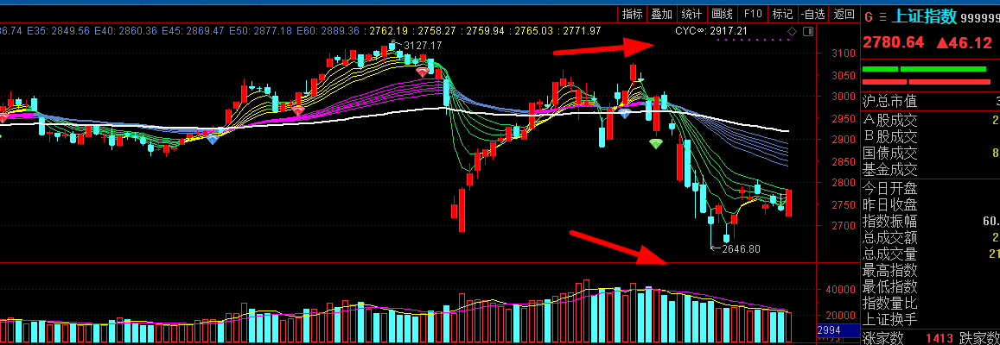 指标 叠加 统计 画线 F10 标记 -自选 返回
G 三 上证指数 999999
36.74 E35: 2849.56 E40: 2860.36 E45: 2869.47 E50: 2877.18 E60: 2889.36 : 2762.19 : 2758.27 : 2759.94 : 2765.03 : 2771.97 CYC∞: 2917.21
2780.64 ▲46.12
3127.17
3100
3050
3000
2950
2900
2850
2800
2750
2700
2646.80
40000
20000
2994
沪总市值 3
A股成交 2
B股成交
国债成交 8
基金成交
今日开盘
昨日收盘
指数振幅 60.
总成交额 2
总成交量 21
最高指数
最低指数
指数量比
上证换手
涨家数 1413 跌家数